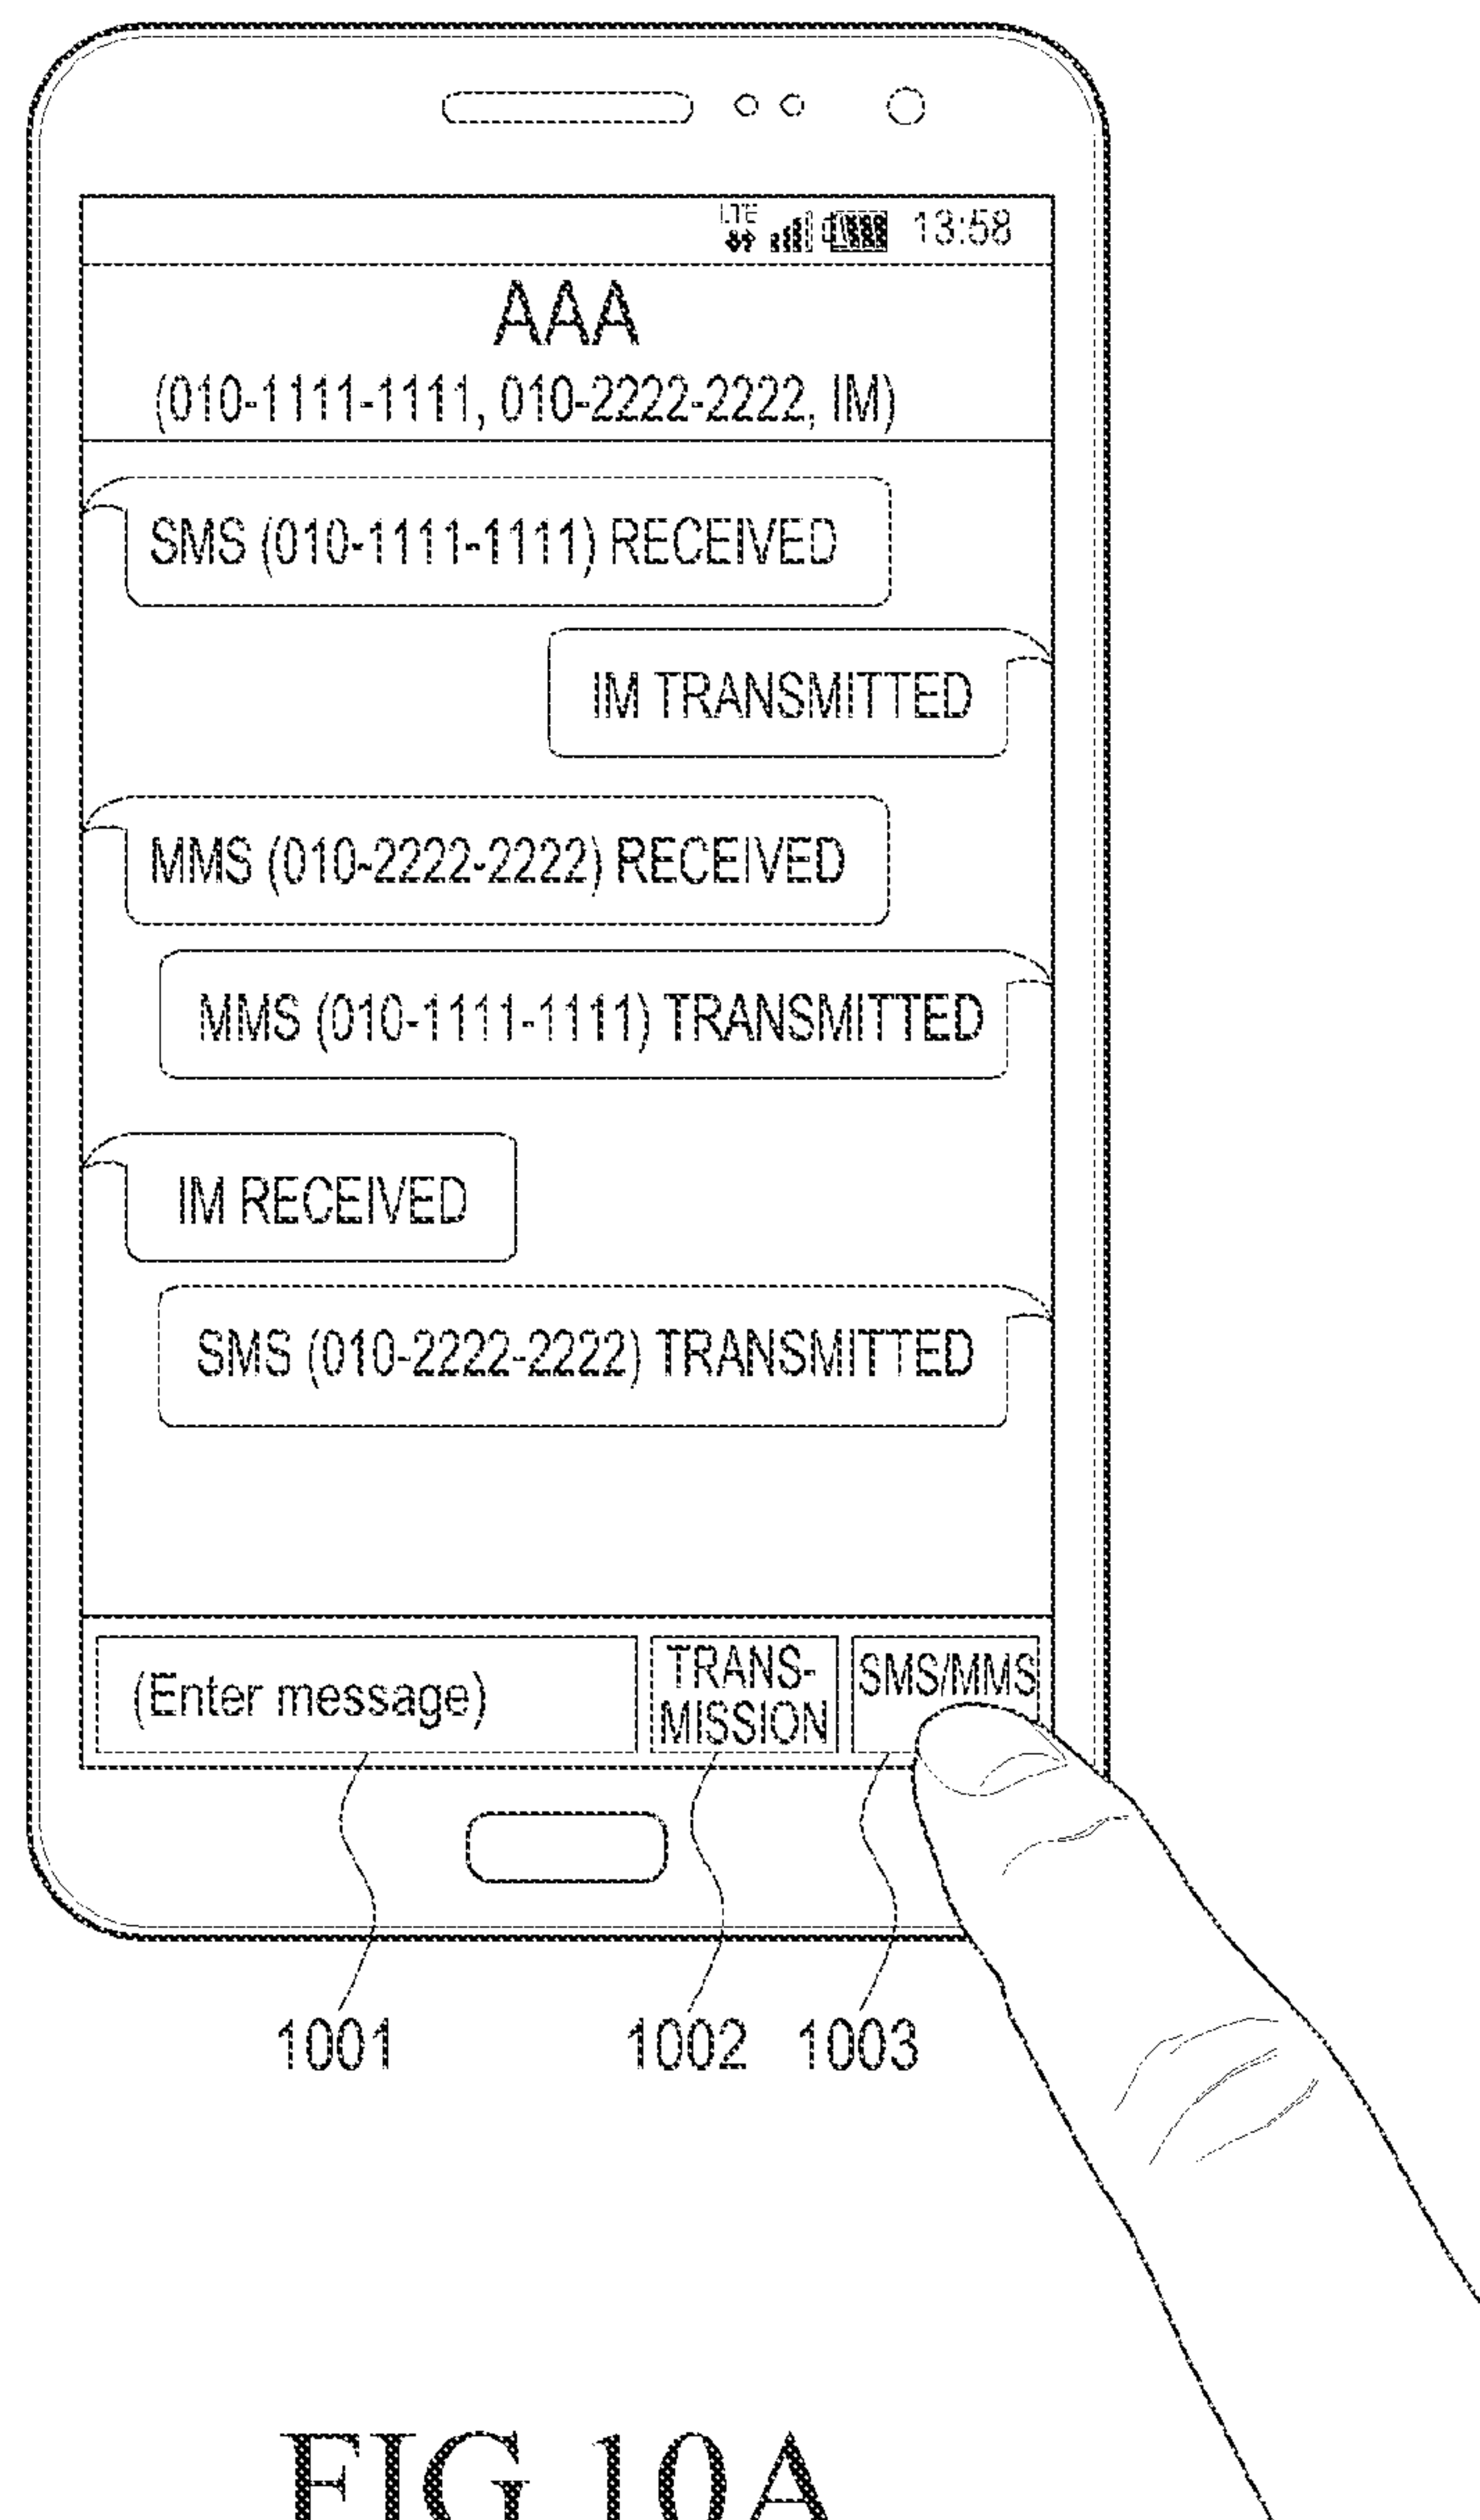 LTE 13:58
AAA
(010-1111-1111, 010-2222-2222, IM)
SMS (010-1111-1111) RECEIVED
IM TRANSMITTED
MMS (010-2222-2222) RECEIVED
MMS (010-1111-1111) TRANSMITTED
IM RECEIVED
SMS (010-2222-2222) TRANSMITTED
(Enter message)
TRANS-
MISSION
SMS/MMS
1001 1002 1003
FIG.10A